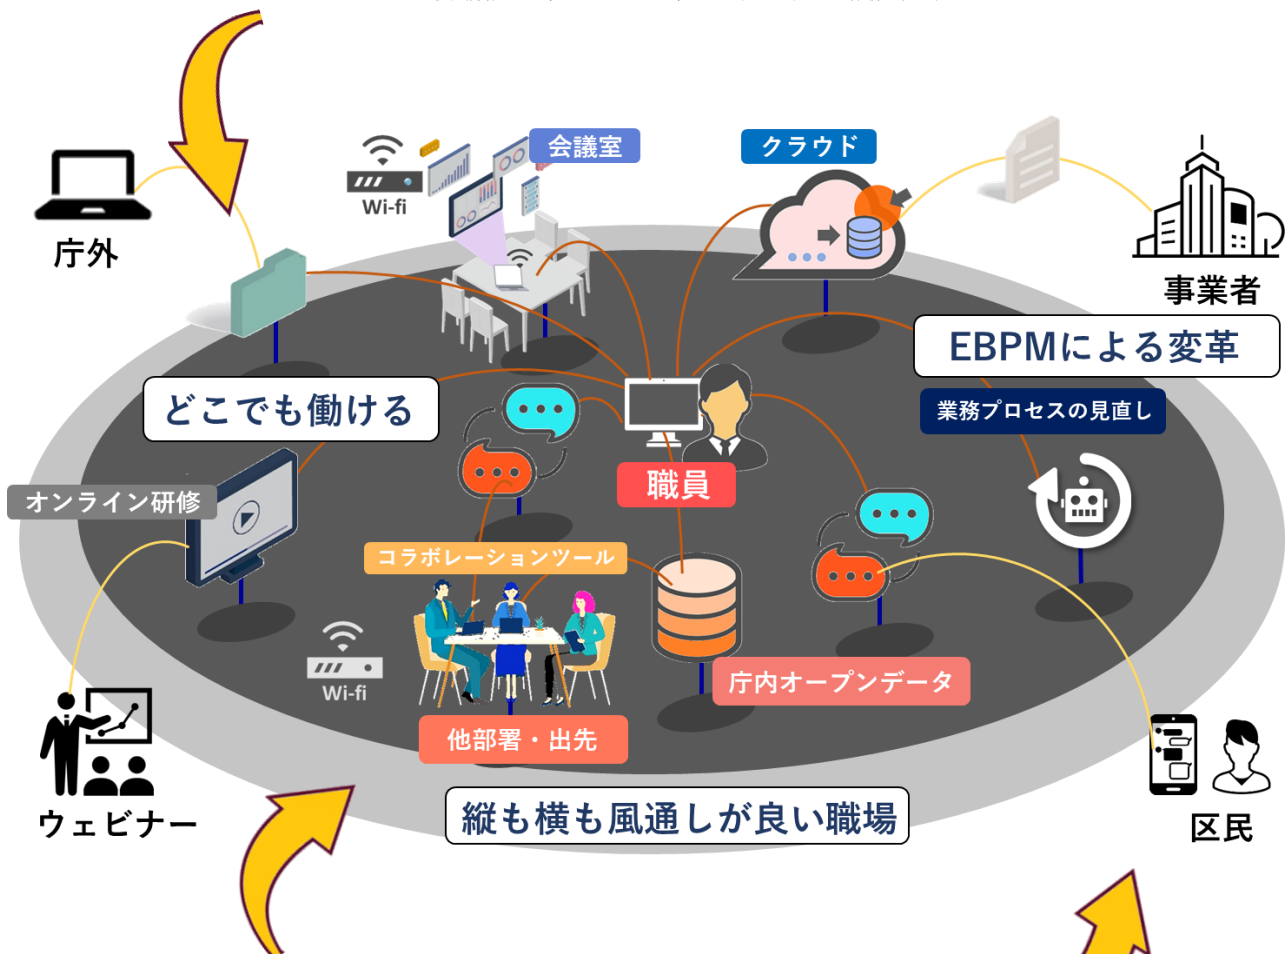 会議室
クラウド
Wi-fi
庁外
事業者
EBPMによる変革
どこでも働ける
業務プロセスの見直し
職員
オンライン研修
コラボレーションツール
Wi-fi
庁内オープンデータ
他部署・出先
縦も横も風通しが良い職場
ウェビナー
区民